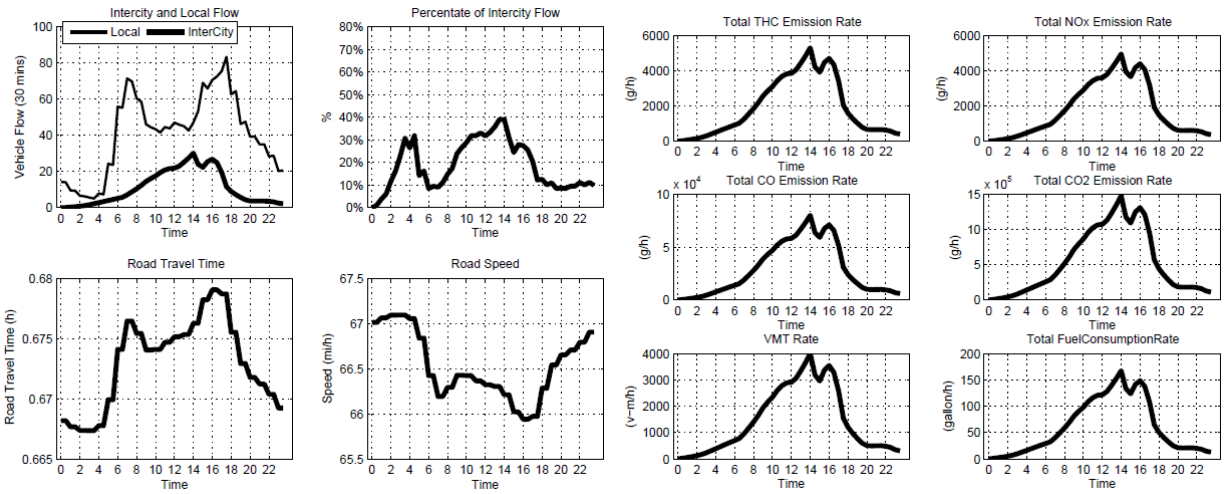 Intercity and Local Flow
Local
InterCity
Vehicle Flow (30 mins)
100
80
60
40
20
0
0 2 4 6 8 10 12 14 16 18 20 22
Time
Percentate of Intercity Flow
%
80%
70%
60%
50%
40%
30%
20%
10%
0%
0 2 4 6 8 10 12 14 16 18 20 22
Time
Total THC Emission Rate
(g/h)
6000
4000
2000
0
0 2 4 6 8 10 12 14 16 18 20 22
Time
Total NOx Emission Rate
(g/h)
6000
4000
2000
0
0 2 4 6 8 10 12 14 16 18 20 22
Time
Total CO Emission Rate
x 10^4
(g/h)
10
5
0
0 2 4 6 8 10 12 14 16 18 20 22
Time
Total CO2 Emission Rate
x 10^5
(g/h)
15
10
5
0
0 2 4 6 8 10 12 14 16 18 20 22
Time
Road Travel Time
Road Travel Time (h)
0.68
0.675
0.67
0.665
0 2 4 6 8 10 12 14 16 18 20 22
Time
Road Speed
Speed (mi/h)
67.5
67
66.5
66
65.5
0 2 4 6 8 10 12 14 16 18 20 22
Time
VMT Rate
(v-m/h)
4000
3000
2000
1000
0
0 2 4 6 8 10 12 14 16 18 20 22
Time
Total FuelConsumptionRate
(gallon/h)
200
150
100
50
0
0 2 4 6 8 10 12 14 16 18 20 22
Time